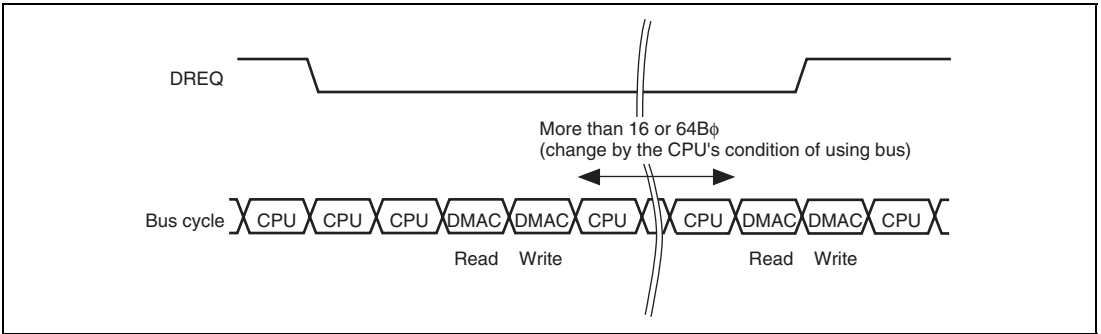 DREQ
More than 16 or 64Bϕ
(change by the CPU's condition of using bus)
Bus cycle CPU CPU CPU DMAC DMAC CPU CPU DMAC DMAC CPU
Read Write Read Write